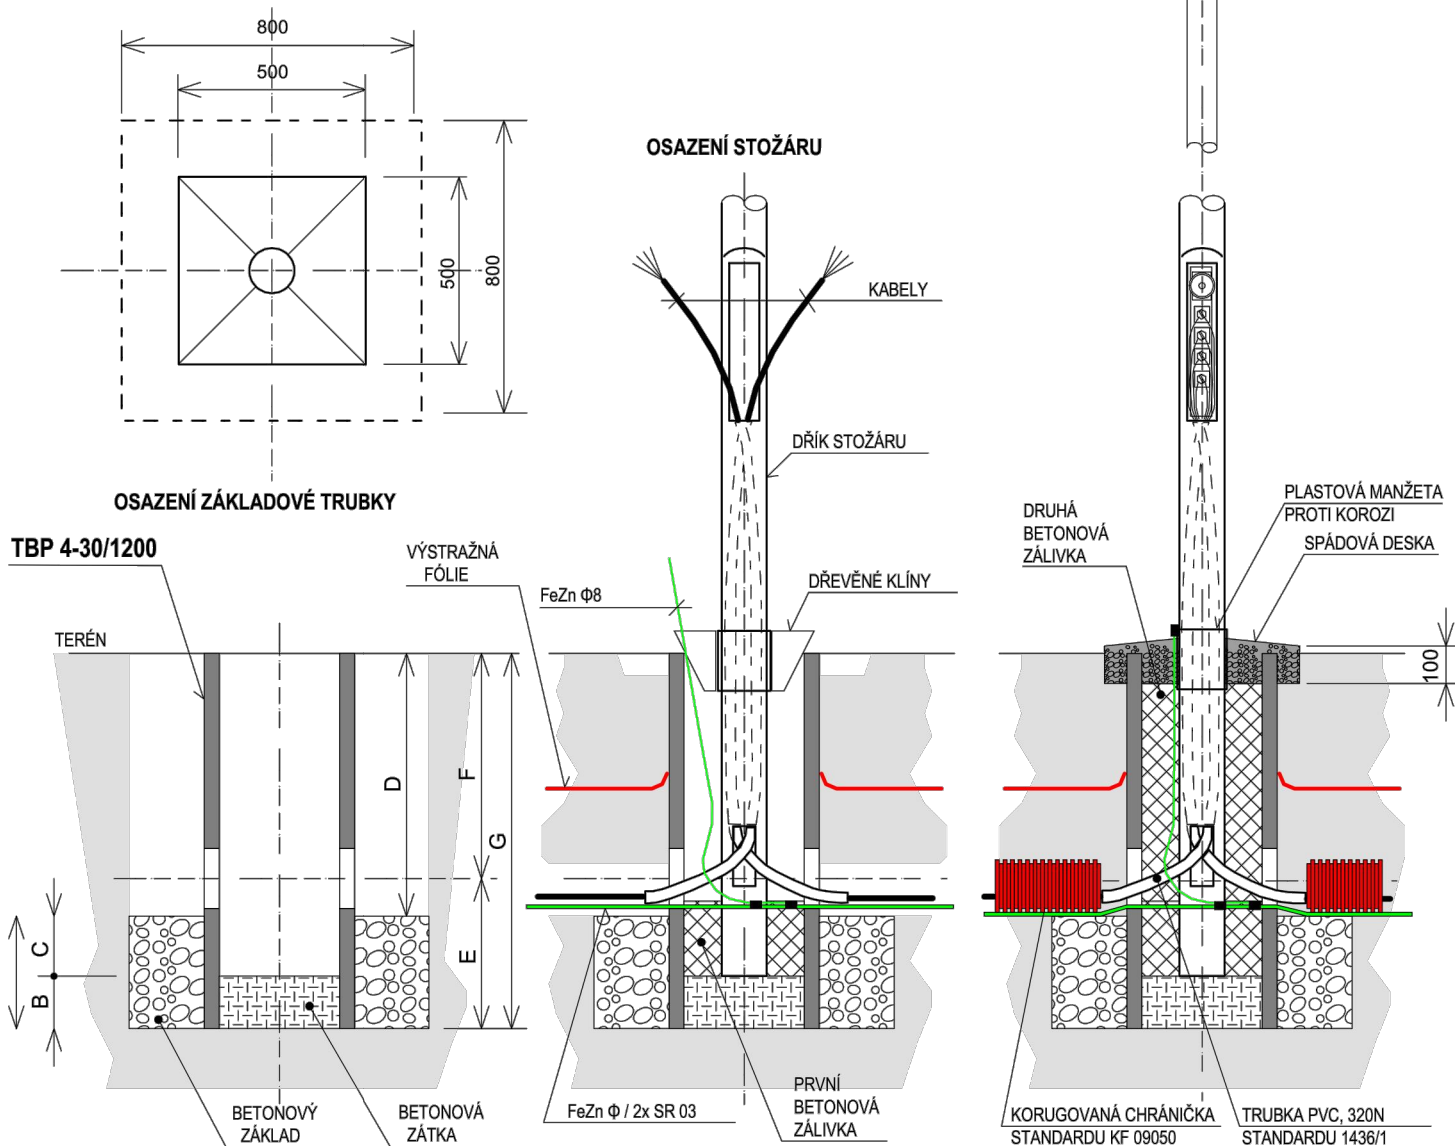 800
500
500
800
OSAZENÍ STOŽÁRU
KABELY
DŘÍK STOŽÁRU
OSAZENÍ ZÁKLADOVÉ TRUBKY
TBP 4-30/1200
TERÉN
VÝSTRAŽNÁ
FÓLIE
FeZn Φ8
DŘEVĚNÉ KLÍNY
DRUHÁ
BETONOVÁ
ZÁLIVKA
PLASTOVÁ MANŽETA
PROTI KOROZI
SPÁDOVÁ DESKA
100
D
F
G
C
E
B
BETONOVÝ
ZÁKLAD
BETONOVÁ
ZÁTKA
FeZn Φ / 2x SR 03
PRVNÍ
BETONOVÁ
ZÁLIVKA
KORUGOVANÁ CHRÁNIČKA
STANDARDU KF 09050
TRUBKA PVC, 320N
STANDARDU 1436/1